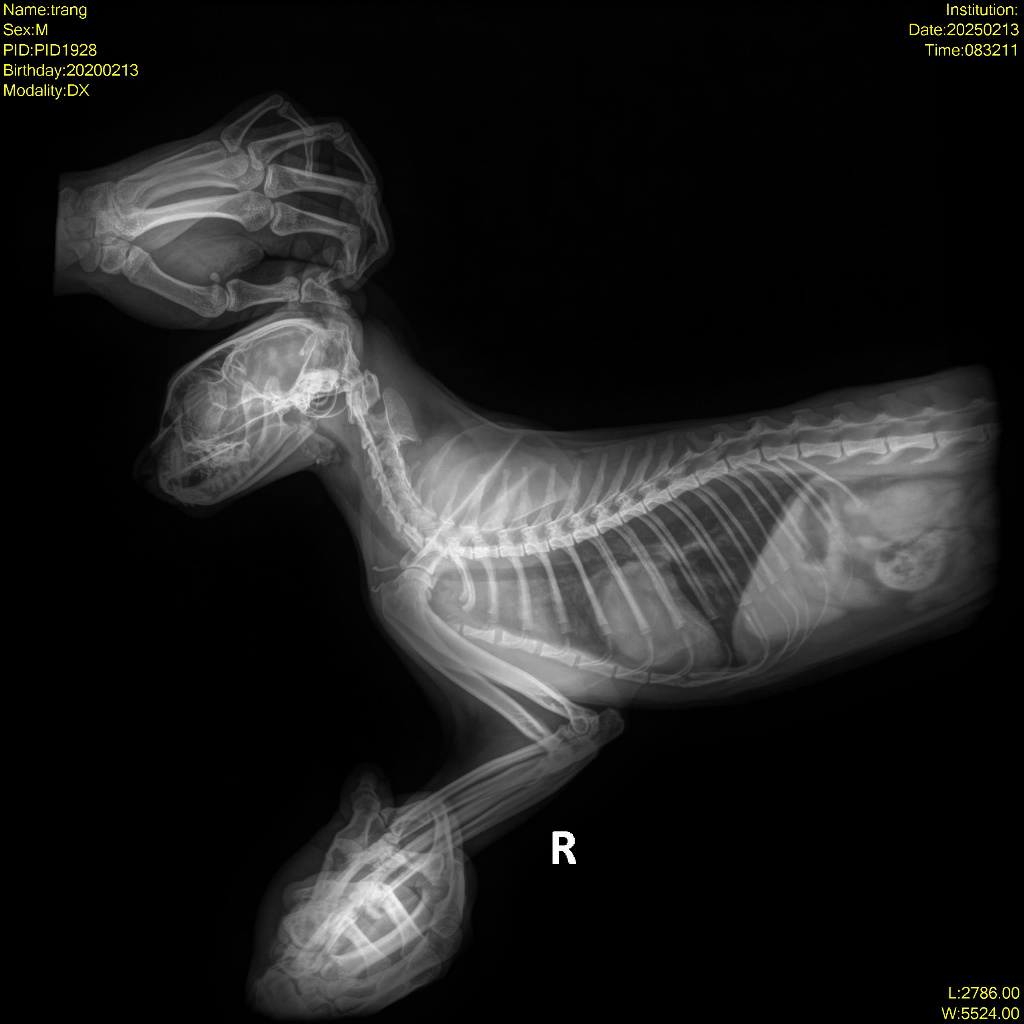 Name:trang
Sex:M
PID:PID1928
Birthday:20200213
Modality:DX
Institution:
Date:20250213
Time:083211
R
L:2786.00
W:5524.00